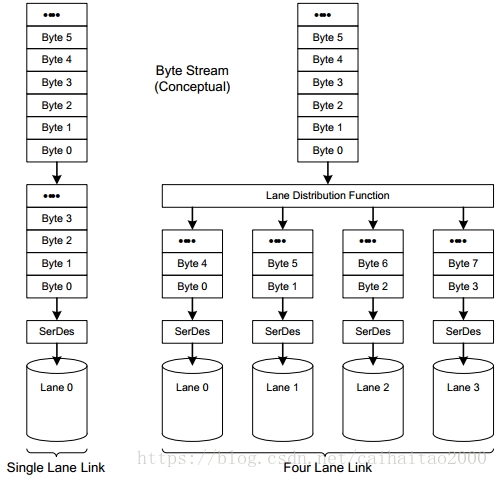 ••••
Byte 5
Byte 4
Byte 3
Byte 2
Byte 1
Byte 0
••••
Byte 3
Byte 2
Byte 1
Byte 0
SerDes
Lane 0
Single Lane Link
Byte Stream
(Conceptual)
••••
Byte 5
Byte 4
Byte 3
Byte 2
Byte 1
Byte 0
Lane Distribution Function
•••• •••• •••• ••••
Byte 4 Byte 5 Byte 6 Byte 7
Byte 0 Byte 1 Byte 2 Byte 3
SerDes SerDes SerDes SerDes
Lane 0 Lane 1 Lane 2 Lane 3
Four Lane Link
https://blog.csdn.net/caihaitao2000